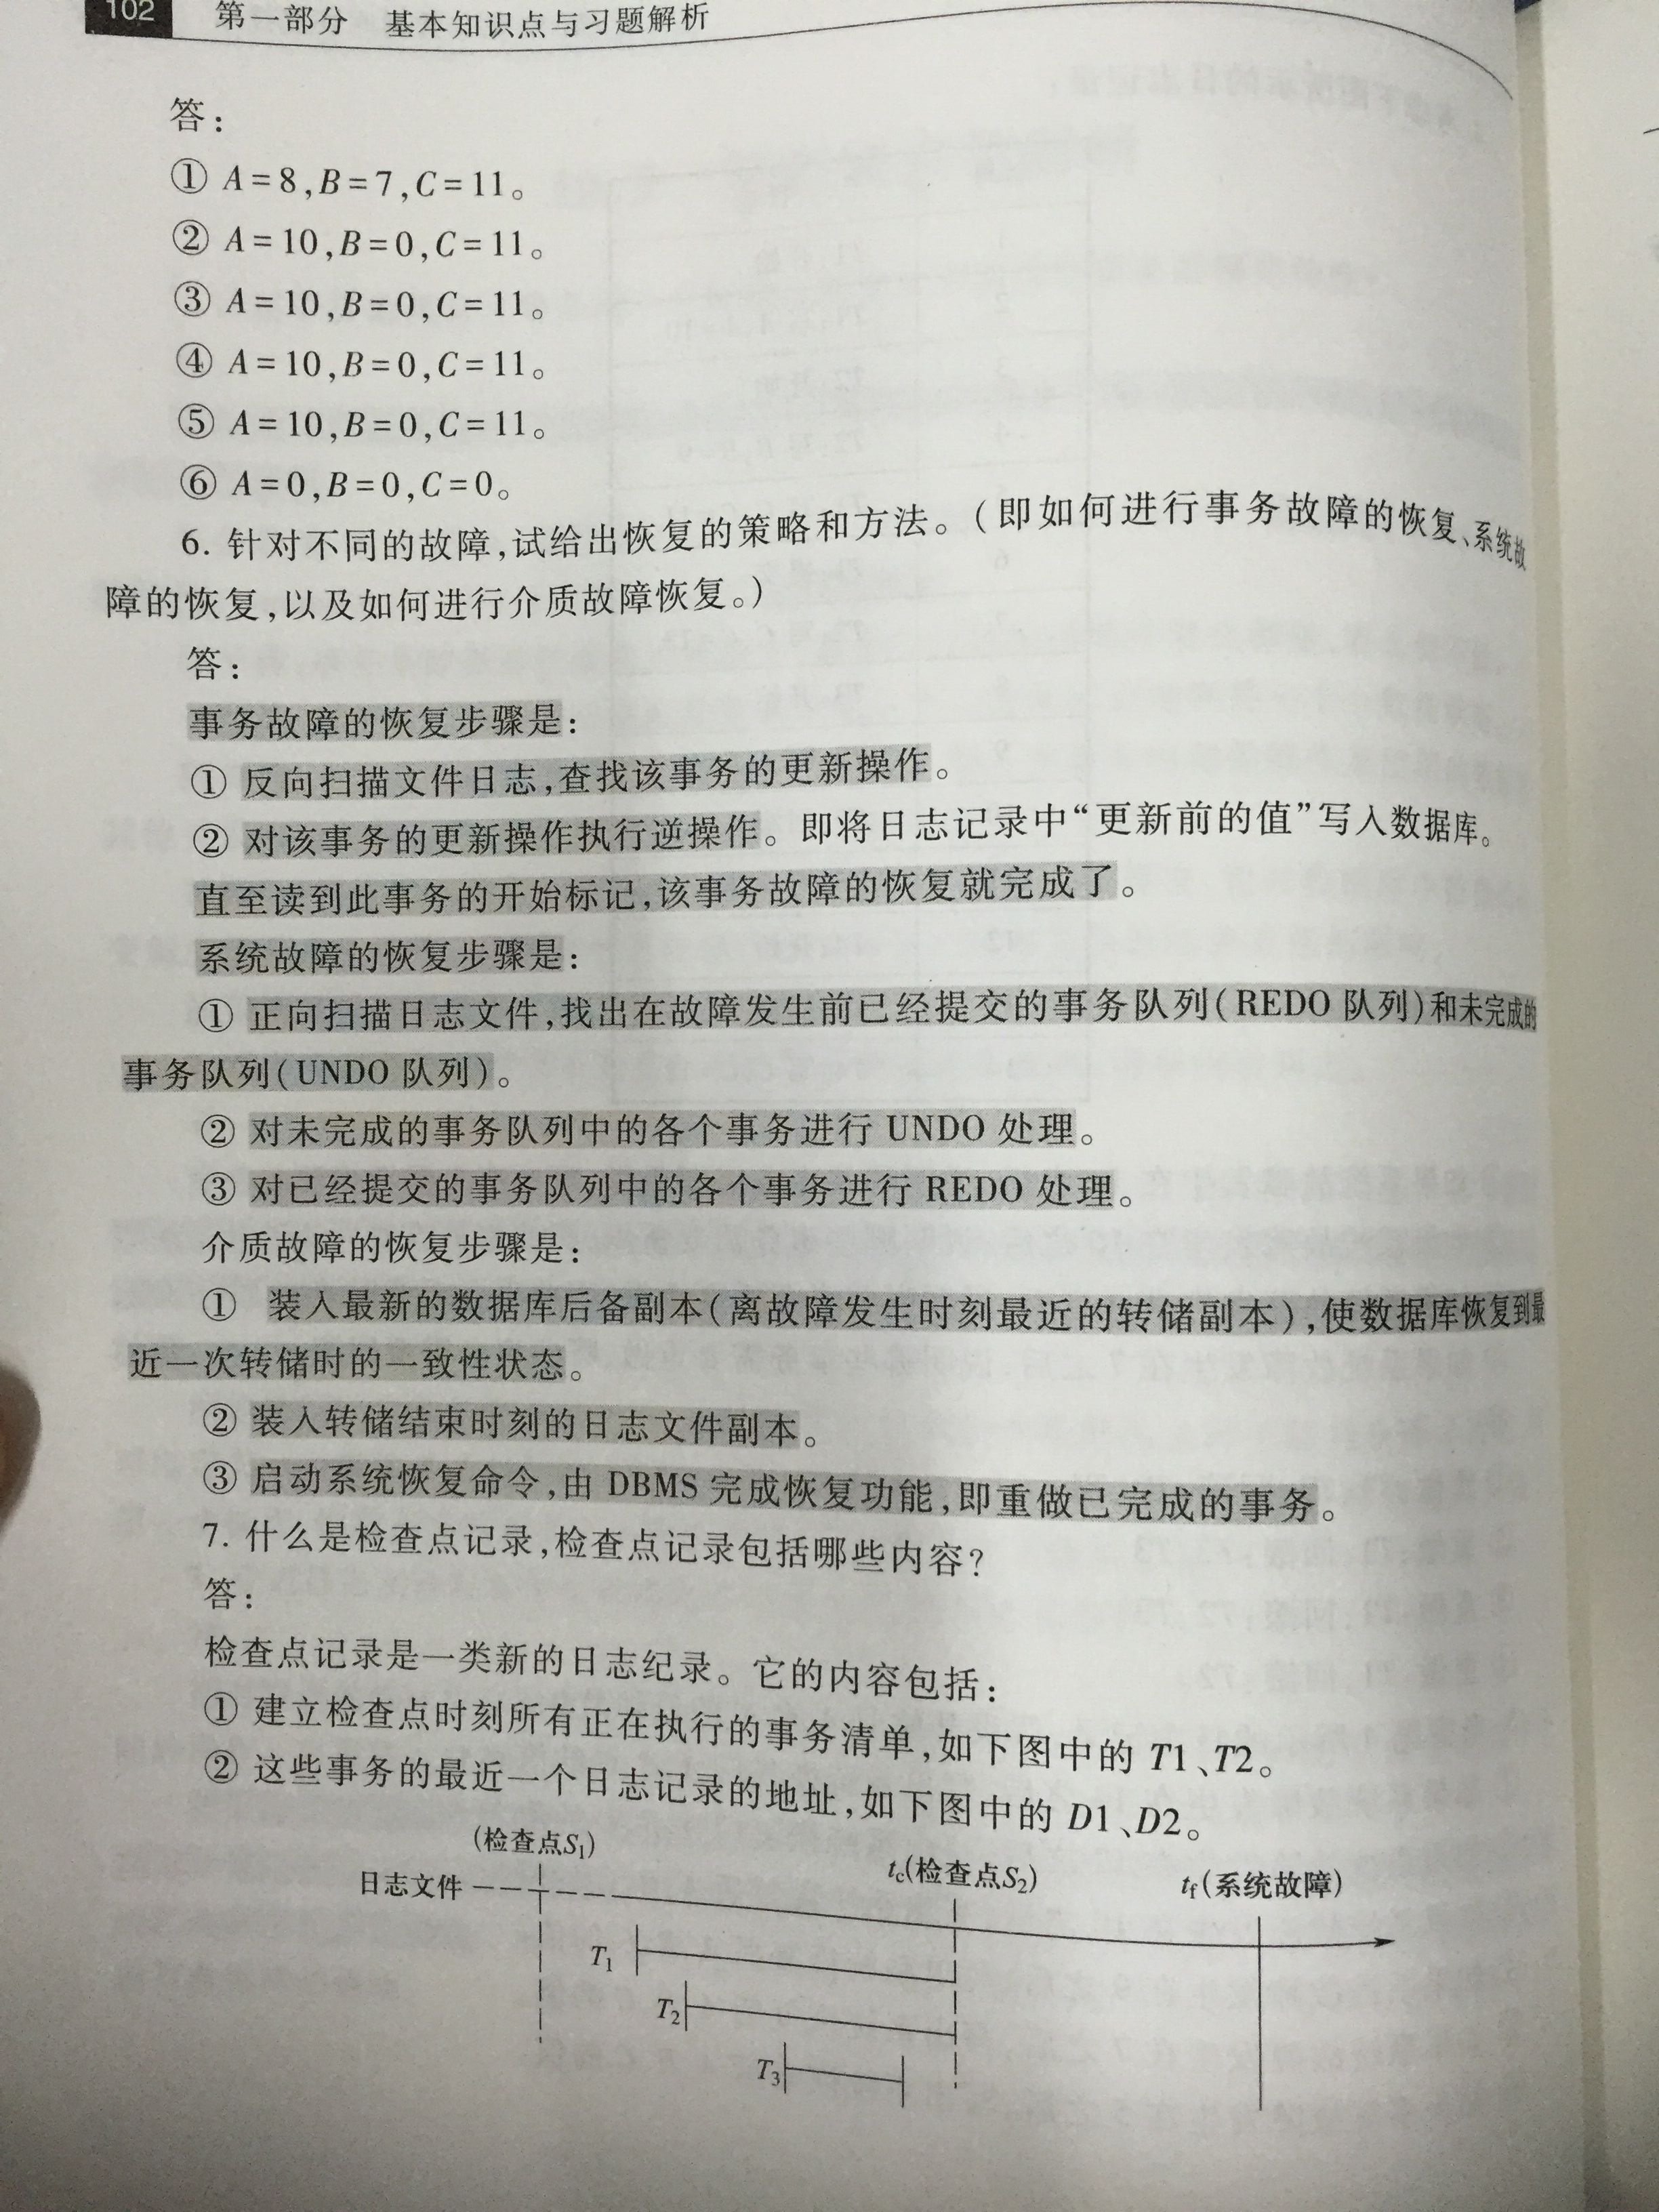 102 第一部分 基本知识点与习题解析
答:
① A=8,B=7,C=11。
② A=10,B=0,C=11。
③ A=10,B=0,C=11。
④ A=10,B=0,C=11。
⑤ A=10,B=0,C=11。
⑥ A=0,B=0,C=0。
6. 针对不同的故障,试给出恢复的策略和方法。(即如何进行事务故障的恢复、系统故
障的恢复,以及如何进行介质故障恢复。)
答:
事务故障的恢复步骤是:
① 反向扫描文件日志,查找该事务的更新操作。
② 对该事务的更新操作执行逆操作。即将日志记录中“更新前的值”写入数据库。
直至读到此事务的开始标记,该事务故障的恢复就完成了。
系统故障的恢复步骤是:
① 正向扫描日志文件,找出在故障发生前已经提交的事务队列(REDO 队列)和未完成的
事务队列(UNDO 队列)。
② 对未完成的事务队列中的各个事务进行 UNDO 处理。
③ 对已经提交的事务队列中的各个事务进行 REDO 处理。
介质故障的恢复步骤是:
① 装入最新的数据库后备副本(离故障发生时刻最近的转储副本),使数据库恢复到最
近一次转储时的一致性状态。
② 装入转储结束时刻的日志文件副本。
③ 启动系统恢复命令,由 DBMS 完成恢复功能,即重做已完成的事务。
7. 什么是检查点记录,检查点记录包括哪些内容?
答:
检查点记录是一类新的日志纪录。它的内容包括:
① 建立检查点时刻所有正在执行的事务清单,如下图中的 T1、T2。
② 这些事务的最近一个日志记录的地址,如下图中的 D1、D2。
(检查点S₁)
tc(检查点S₂)
tf(系统故障)
日志文件
T₁
T₂
T₃